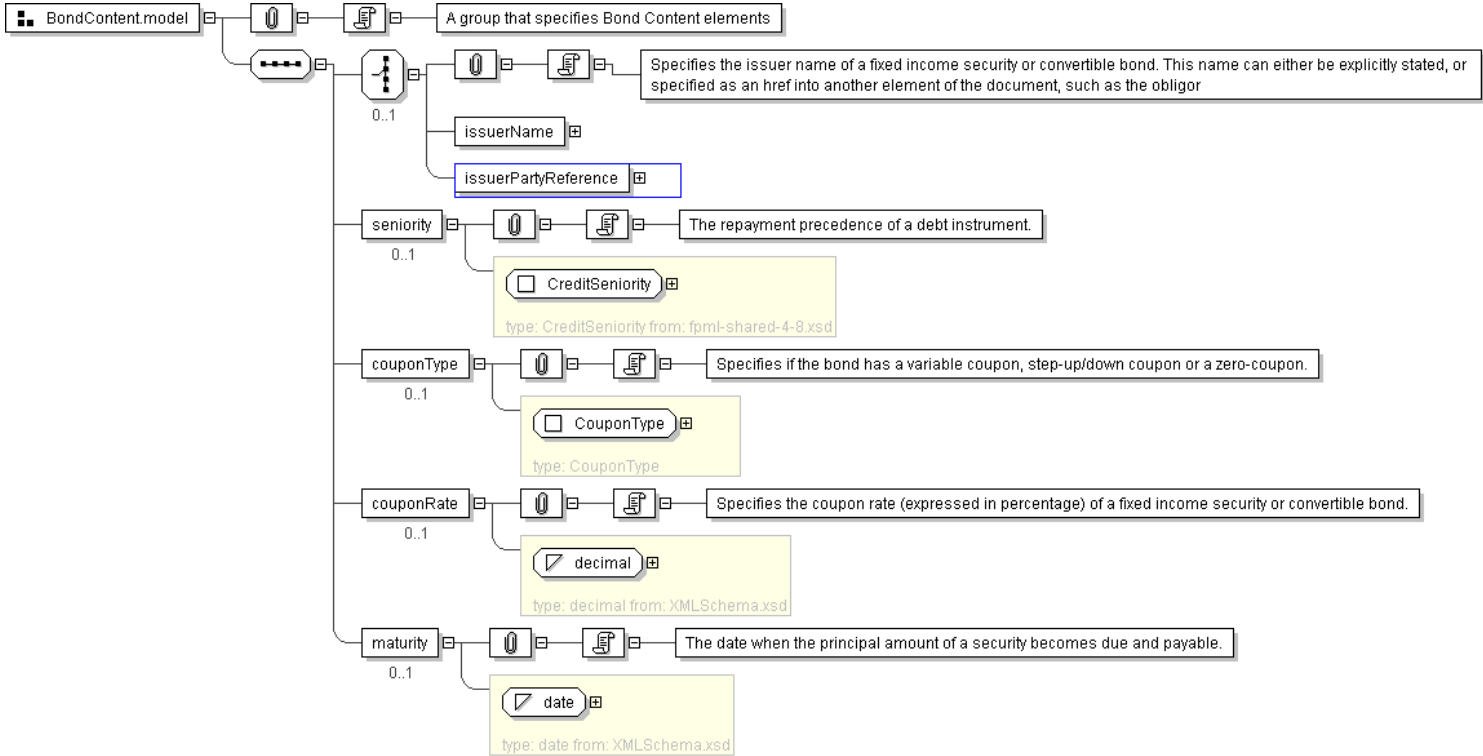 BondContent.model
A group that specifies Bond Content elements
Specifies the issuer name of a fixed income security or convertible bond. This name can either be explicitly stated, or
specified as an href into another element of the document, such as the obligor
0..1
issuerName
issuerPartyReference
seniority
The repayment precedence of a debt instrument.
0..1
CreditSeniority
type: CreditSeniority from: fpml-shared-4-8.xsd
couponType
Specifies if the bond has a variable coupon, step-up/down coupon or a zero-coupon.
0..1
CouponType
type: CouponType
couponRate
Specifies the coupon rate (expressed in percentage) of a fixed income security or convertible bond.
0..1
decimal
type: decimal from: XMLSchema.xsd
maturity
The date when the principal amount of a security becomes due and payable.
0..1
date
type: date from: XMLSchema.xsd